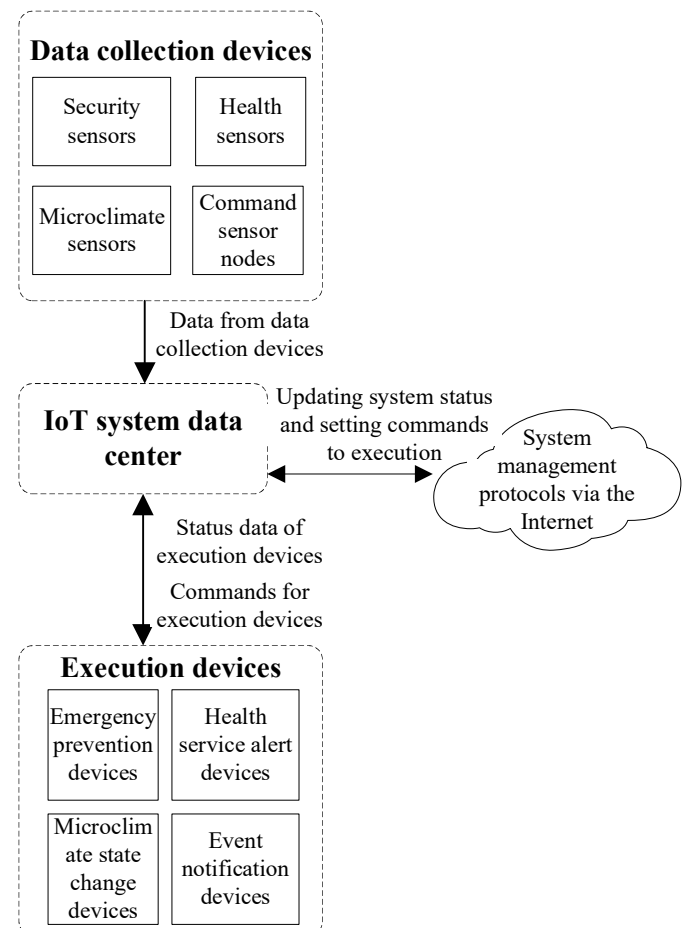 Data collection devices
Security
sensors
Health
sensors
Microclimate
sensors
Command
sensor
nodes
Data from data
collection devices
IoT system data
center
Updating system status
and setting commands
to execution
System
management
protocols via the
Internet
Status data of
execution devices
Commands for
execution devices
Execution devices
Emergency
prevention
devices
Health
service alert
devices
Microclim
ate state
change
devices
Event
notification
devices